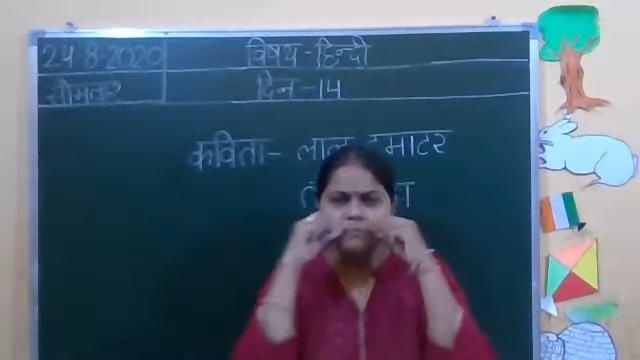 24-8-2020 विषय-हिन्दी
सोमवार दिन-14
कविता- लाल टमाटर